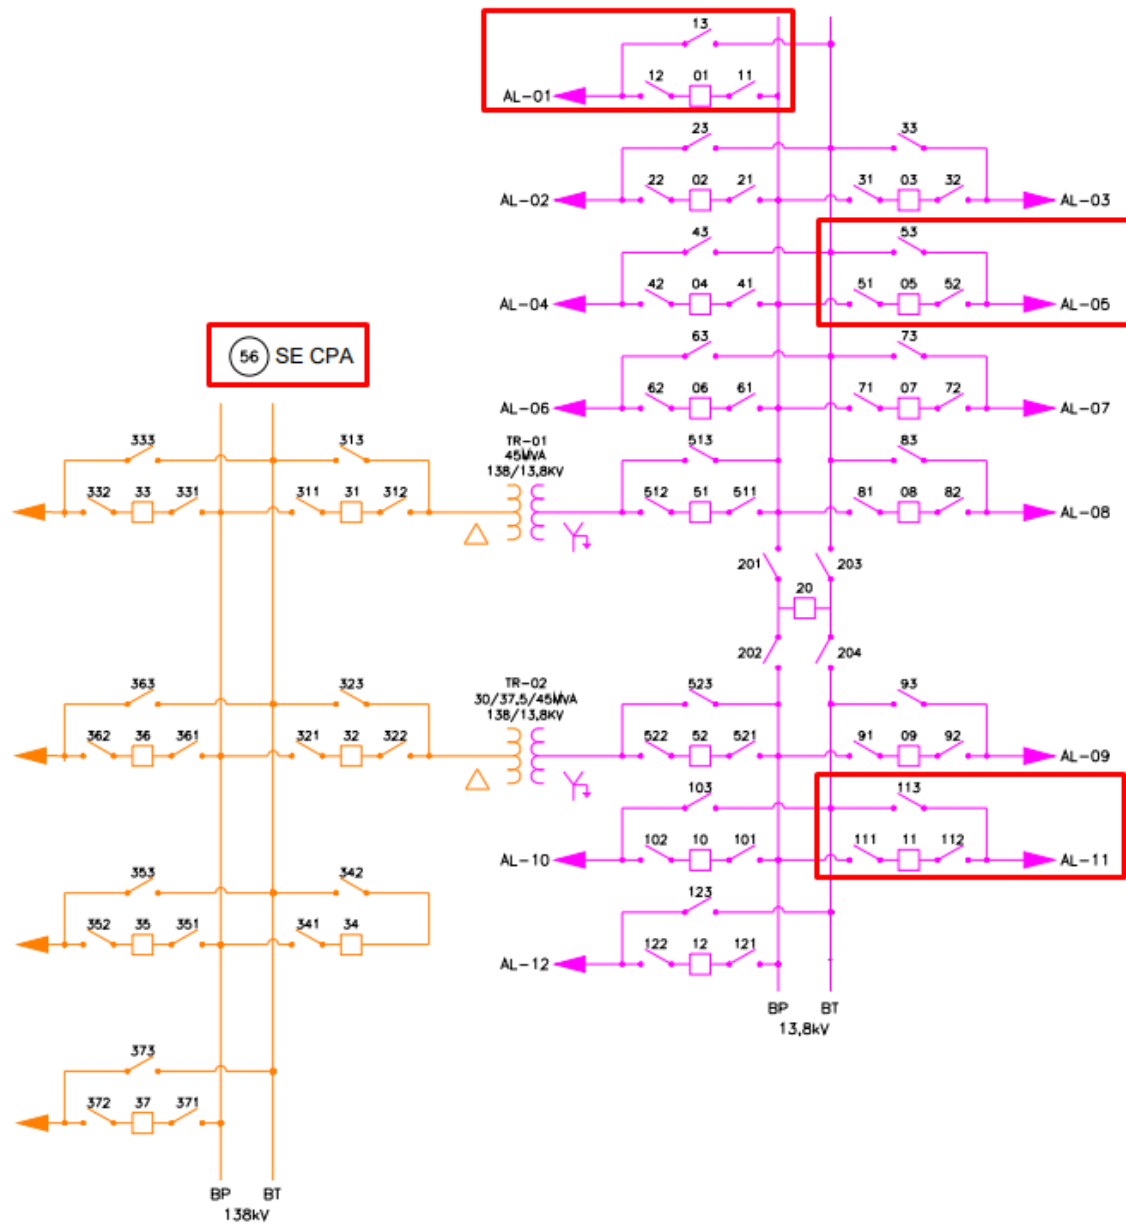 13
12 01 11
AL-01
23 33
22 02 21 31 03 32
AL-02 AL-03
43 53
42 04 41 51 05 52
AL-04 AL-05
56 SE CPA
63 73
62 06 61 71 07 72
AL-06 AL-07
333 313
TR-01
45MVA
138/13,8KV
513 83
332 33 331 311 31 312
512 51 511 81 08 82
AL-08
201 203
20
202 204
363 323
TR-02
30/37,5/45MVA
138/13,8KV
523 93
362 36 361 321 32 322
522 52 521 91 09 92
AL-09
103 113
102 10 101 111 11 112
AL-10 AL-11
353 342
123
352 35 351 341 34
122 12 121
AL-12
BP BT
13,8kV
373
372 37 371
BP BT
138kV